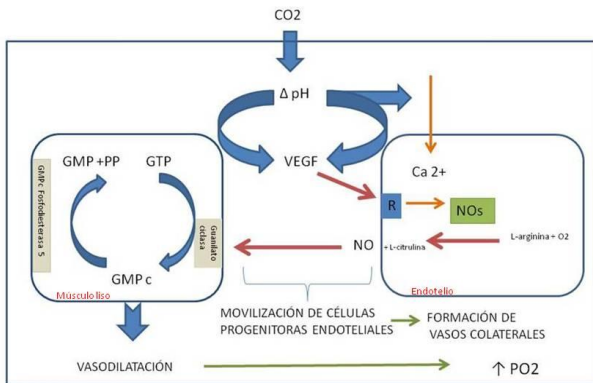 CO2
Δ pH
GMP +PP
GTP
VEGF
Ca 2+
GMPc Fosfodiesterasa 5
Guanilato
ciclasa
R
NOs
L-arginina + O2
NO
+ L-citrulina
GMP c
Músculo liso
Endotelio
MOVILIZACIÓN DE CÉLULAS
PROGENITORAS ENDOTELIALES
FORMACIÓN DE
VASOS COLATERALES
VASODILATACIÓN
↑ PO2